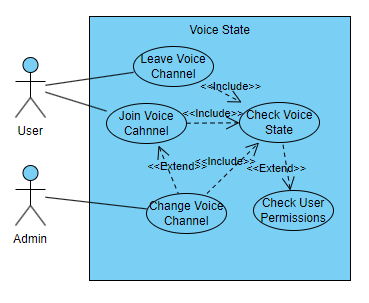 Voice State
Leave Voice
Channel
<<Include>>
User
Join Voice
Cahnnel
<<Include>>
Check Voice
State
<<Extend>>
<<Include>>
<<Extend>>
Admin
Change Voice
Channel
Check User
Permissions